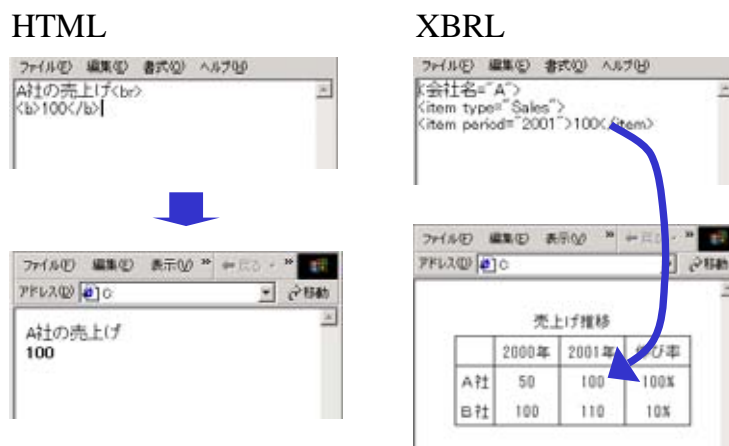 HTML
ファイル(F) 編集(E) 書式(O) ヘルプ(H)
A社の売上げ<br>
<b>100</b>
ファイル(F) 編集(E) 表示(V) » 戻る »
アドレス(D) C: 移動
A社の売上げ
100
XBRL
ファイル(F) 編集(E) 書式(O) ヘルプ(H)
<会社名="A">
<item type="Sales">
<item period="2001">100</item>
ファイル(F) 編集(E) 表示(V) » 戻る »
アドレス(D) C: 移動
売上げ推移
2000年 2001年 伸び率
A社 50 100 100%
B社 100 110 10%